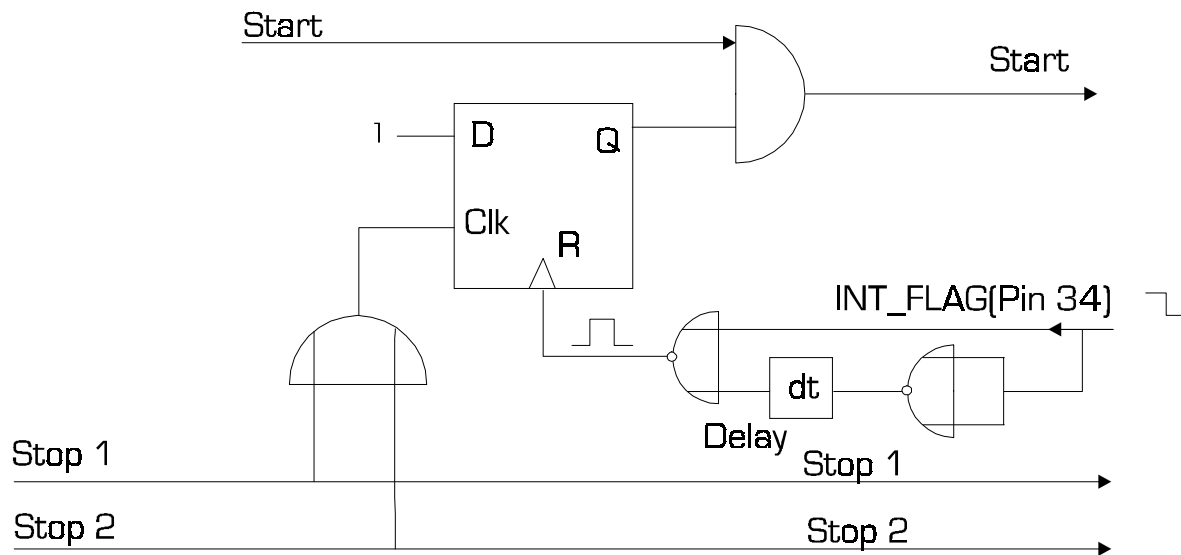 Start
Start
1
D
Q
Clk
R
INT_FLAG(Pin 34)
dt
Delay
Stop 1
Stop 1
Stop 2
Stop 2